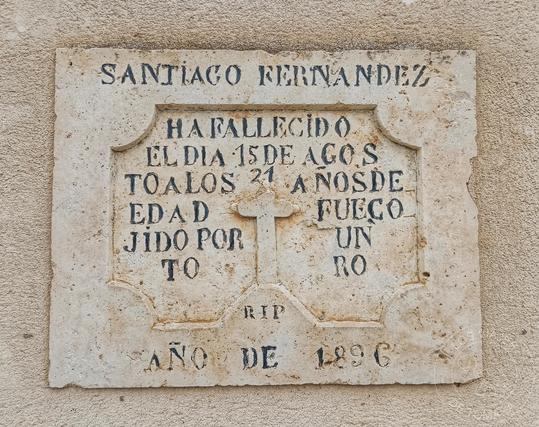 SANTIAGO FERNANDEZ
HA FALLECIDO
EL DIA 15 DE AGOS
TO A LOS 21 AÑOS DE
EDAD FUE CO
JIDO POR UN̄
TO RO
RIP
AÑO DE 1896